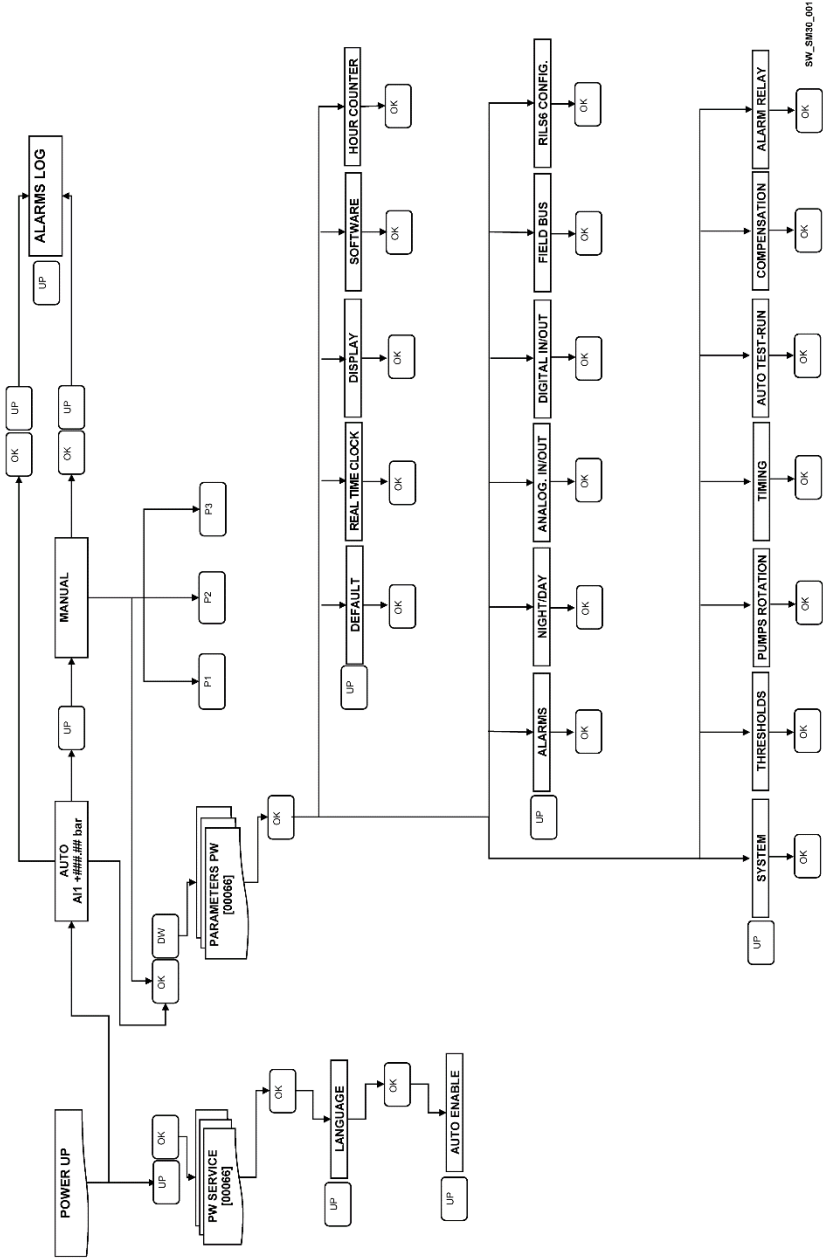 POWER UP
UP
OK
PW SERVICE
[00066]
OK
UP
LANGUAGE
OK
UP
AUTO ENABLE
AUTO
AI1 +###.## bar
UP
MANUAL
OK
UP
OK
UP
UP
ALARMS LOG
P1
P2
P3
OK
DW
PARAMETERS PW
[00066]
OK
UP
DEFAULT
REAL TIME CLOCK
DISPLAY
SOFTWARE
HOUR COUNTER
OK
OK
OK
OK
OK
UP
ALARMS
NIGHT/DAY
ANALOG. IN/OUT
DIGITAL IN/OUT
FIELD BUS
RILS6 CONFIG.
OK
OK
OK
OK
OK
OK
UP
SYSTEM
THRESHOLDS
PUMPS ROTATION
TIMING
AUTO TEST-RUN
COMPENSATION
ALARM RELAY
OK
OK
OK
OK
OK
OK
OK
SW_SM30_001